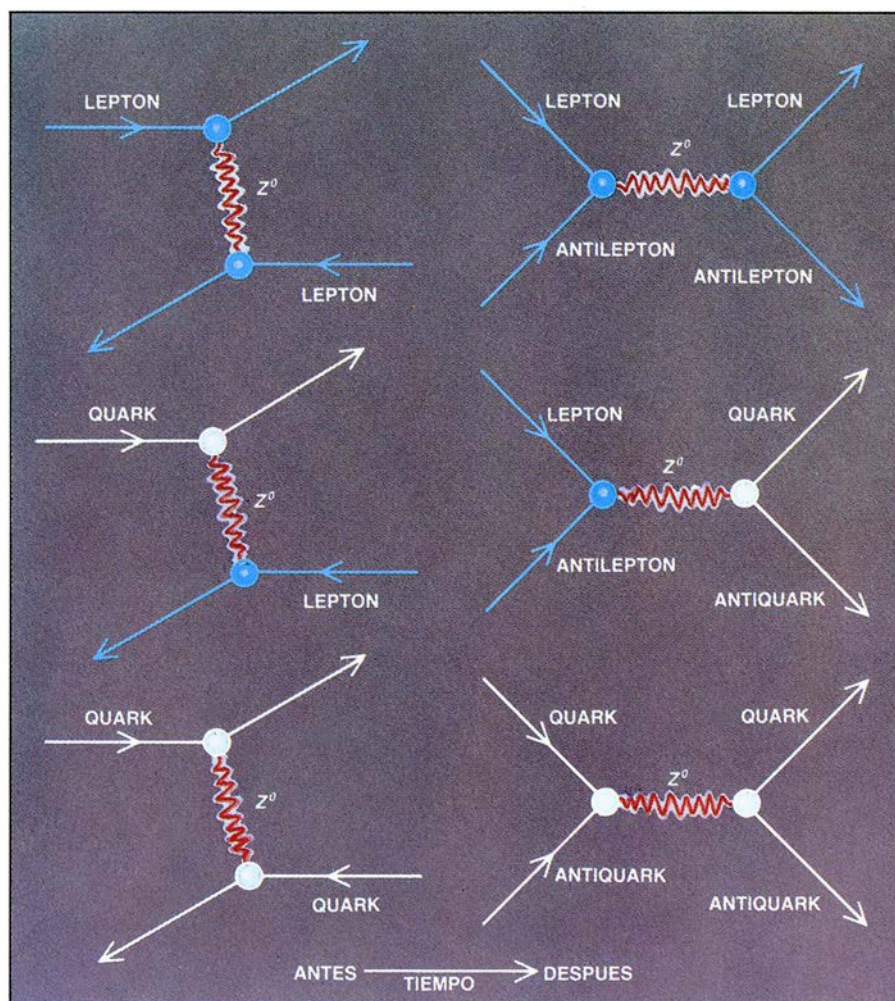 LEPTON
Z⁰
LEPTON
LEPTON
LEPTON
Z⁰
ANTILEPTON
ANTILEPTON
QUARK
Z⁰
LEPTON
LEPTON
QUARK
Z⁰
ANTILEPTON
ANTIQUARK
QUARK
Z⁰
QUARK
QUARK
QUARK
Z⁰
ANTIQUARK
ANTIQUARK
ANTES
TIEMPO
DESPUES